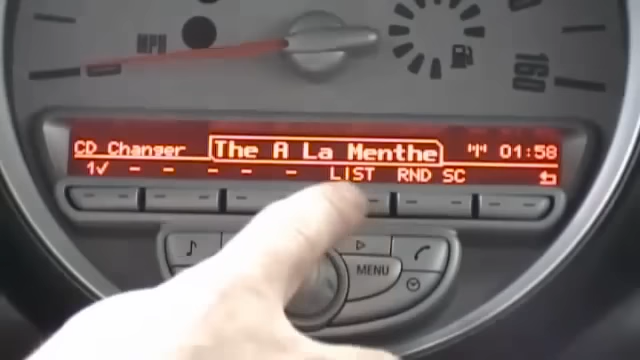 MPH
160
CD Changer The A La Menthe 01:58
1✓ - - - - - LIST RND SC
MENU